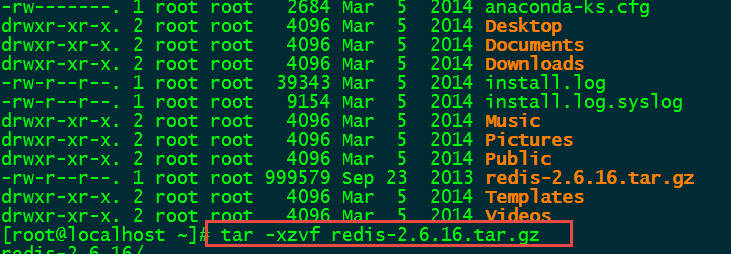 -rw-------. 1 root root 2684 Mar 5 2014 anaconda-ks.cfg
drwxr-xr-x. 2 root root 4096 Mar 5 2014 Desktop
drwxr-xr-x. 2 root root 4096 Mar 5 2014 Documents
drwxr-xr-x. 2 root root 4096 Mar 5 2014 Downloads
-rw-r--r--. 1 root root 39343 Mar 5 2014 install.log
-rw-r--r--. 1 root root 9154 Mar 5 2014 install.log.syslog
drwxr-xr-x. 2 root root 4096 Mar 5 2014 Music
drwxr-xr-x. 2 root root 4096 Mar 5 2014 Pictures
drwxr-xr-x. 2 root root 4096 Mar 5 2014 Public
-rw-r--r--. 1 root root 999579 Sep 23 2013 redis-2.6.16.tar.gz
drwxr-xr-x. 2 root root 4096 Mar 5 2014 Templates
drwxr-xr-x. 2 root root 4096 Mar 5 2014 Videos
[root@localhost ~]# tar -xzvf redis-2.6.16.tar.gz
redis-2.6.16/